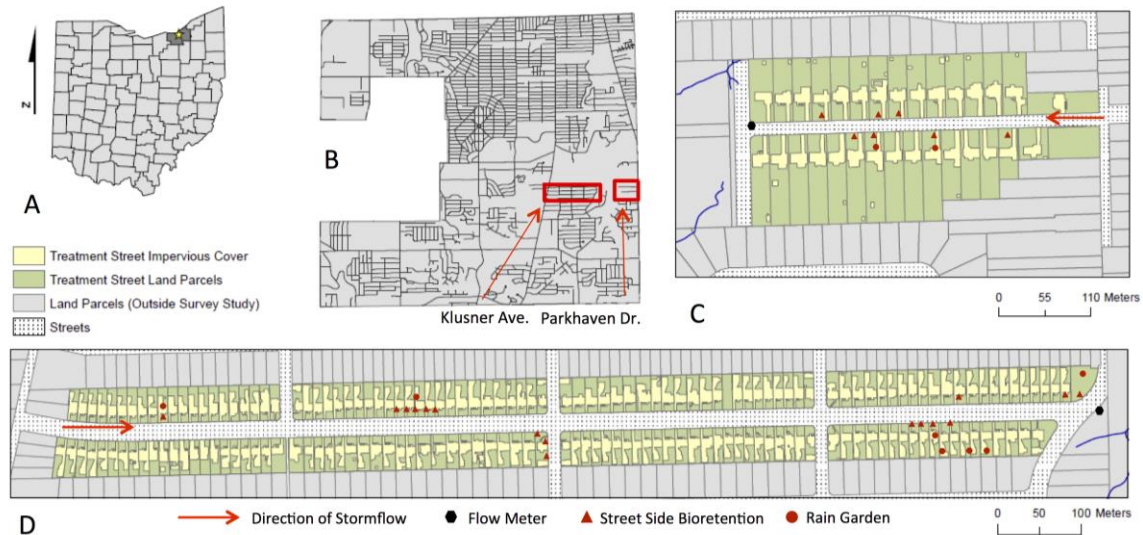 N
A
B
Klusner Ave. Parkhaven Dr.
C
0 55 110 Meters
Treatment Street Impervious Cover
Treatment Street Land Parcels
Land Parcels (Outside Survey Study)
Streets
D
Direction of Stormflow Flow Meter Street Side Bioretention Rain Garden
0 50 100 Meters